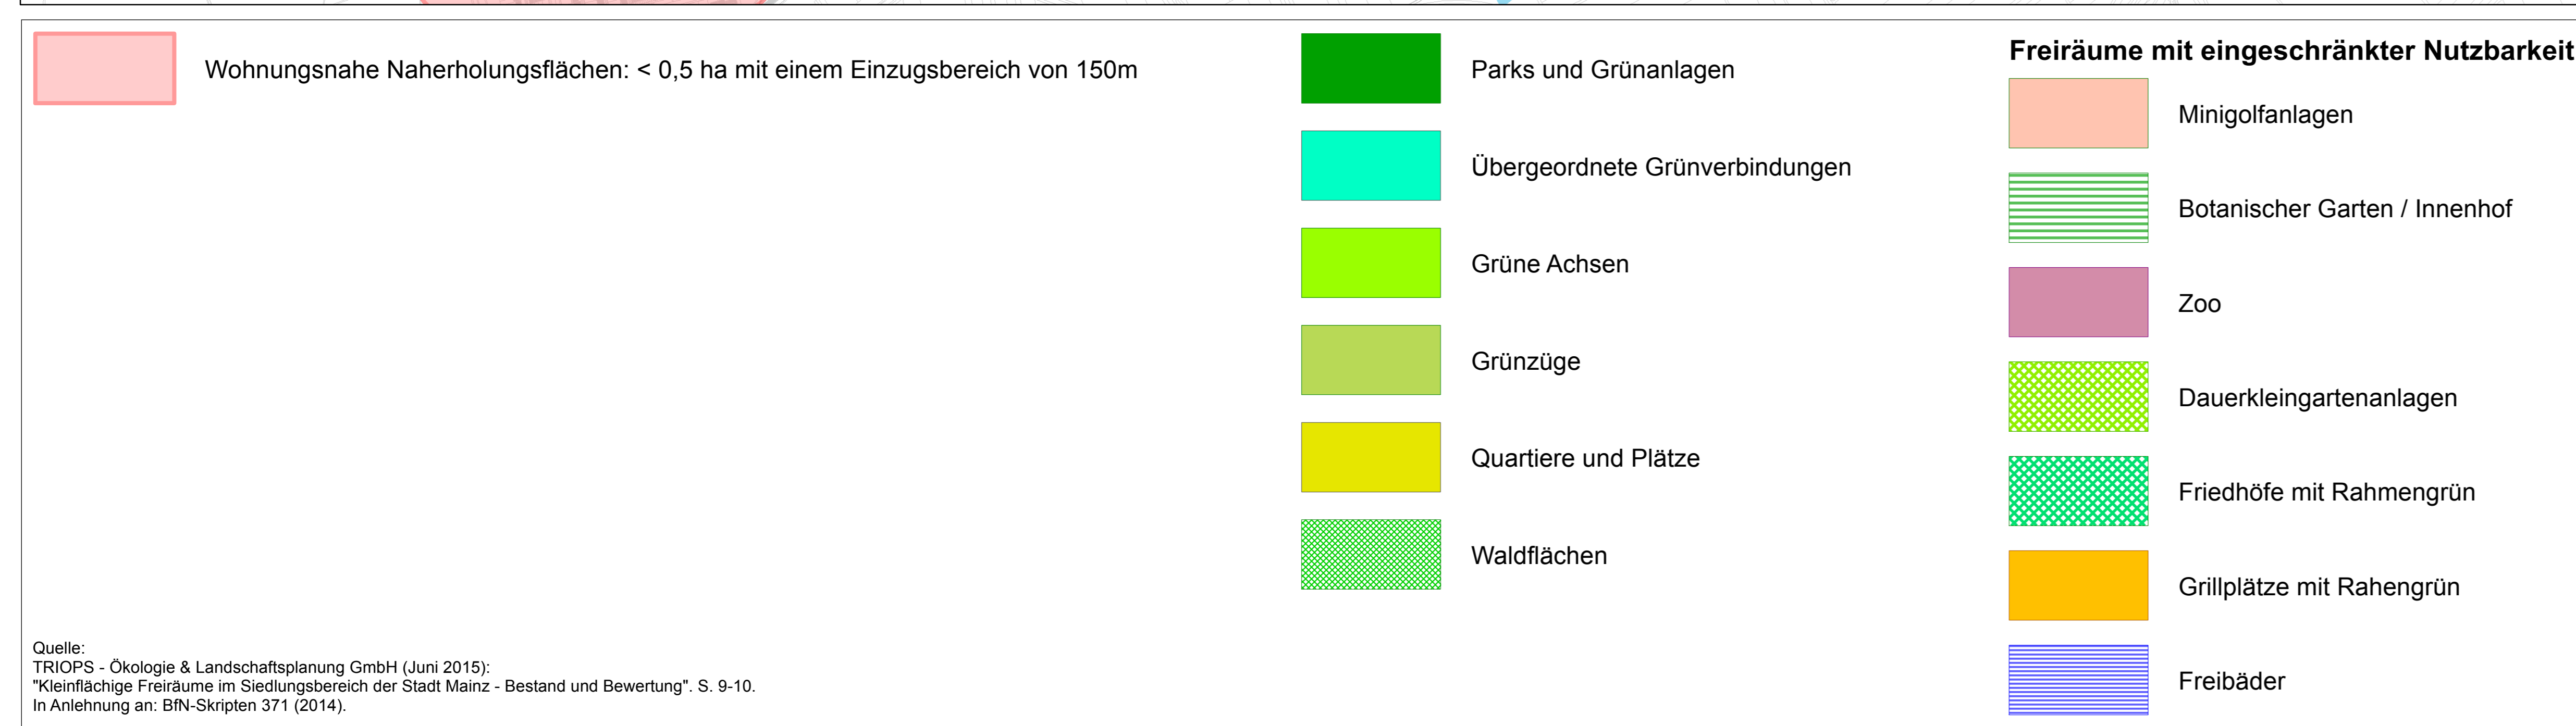 Wohnungsnahe Naherholungsflächen: < 0,5 ha mit einem Einzugsbereich von 150m
Parks und Grünanlagen
Übergeordnete Grünverbindungen
Grüne Achsen
Grünzüge
Quartiere und Plätze
Waldflächen
Freiräume mit eingeschränkter Nutzbarkeit
Minigolfanlagen
Botanischer Garten / Innenhof
Zoo
Dauerkleingartenanlagen
Friedhöfe mit Rahmengrün
Grillplätze mit Rahengrün
Freibäder
Quelle:
TRIOPS - Ökologie & Landschaftsplanung GmbH (Juni 2015):
"Kleinflächige Freiräume im Siedlungsbereich der Stadt Mainz - Bestand und Bewertung". S. 9-10.
In Anlehnung an: BfN-Skripten 371 (2014).